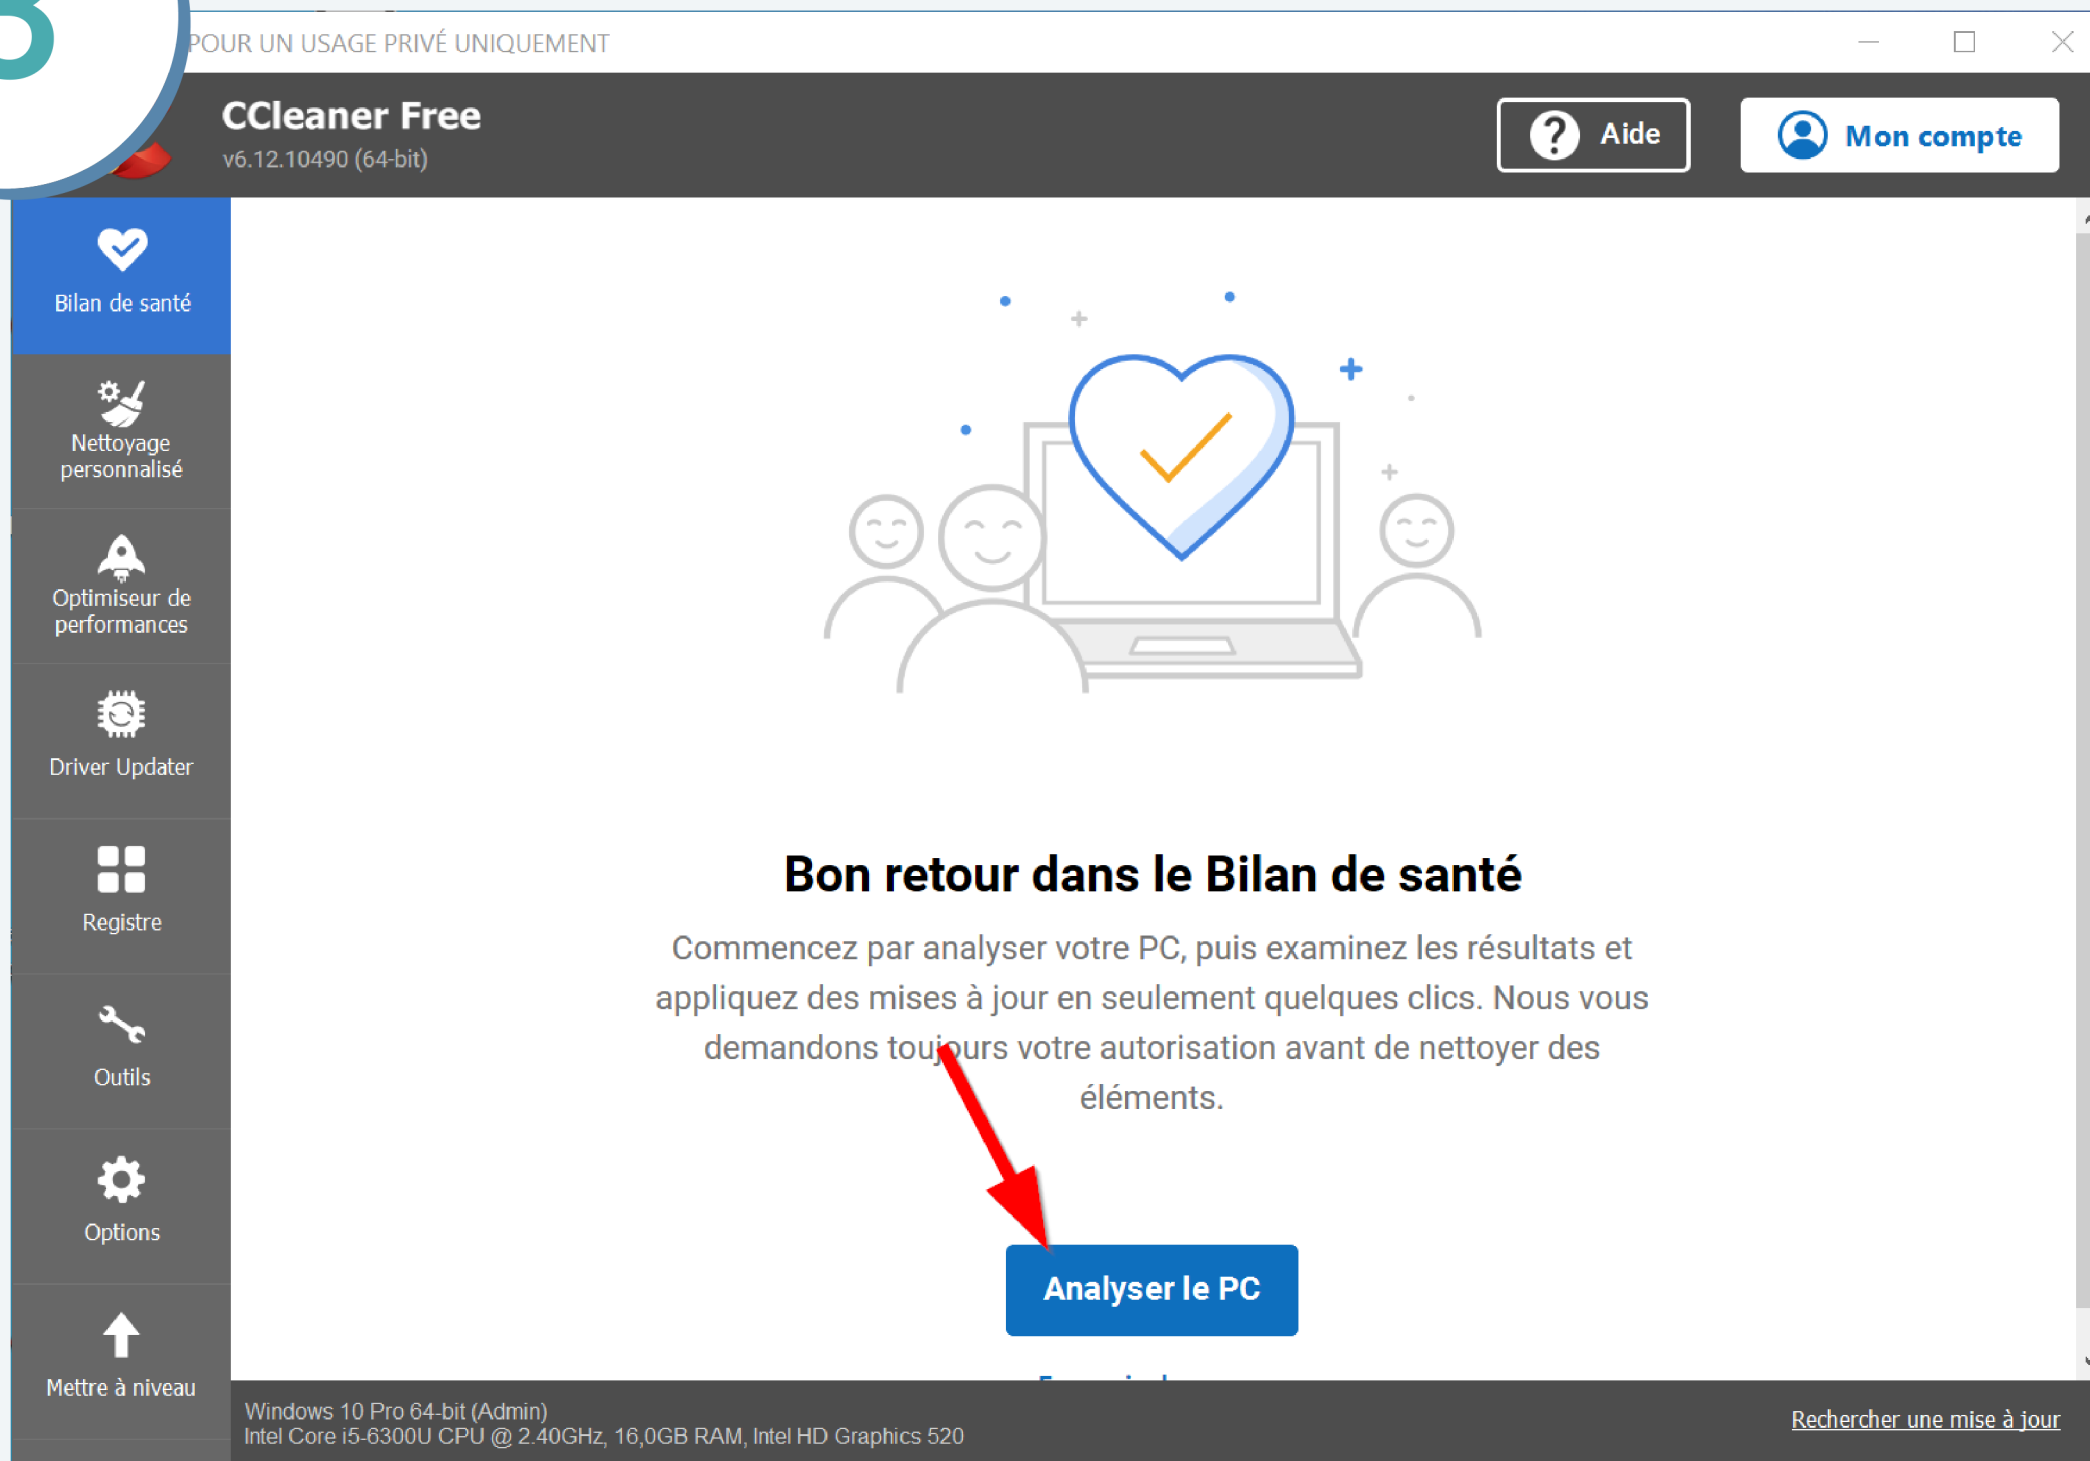 POUR UN USAGE PRIVÉ UNIQUEMENT
CCleaner Free
v6.12.10490 (64-bit)
? Aide
Mon compte
Bilan de santé
Nettoyage
personnalisé
Optimiseur de
performances
Driver Updater
Registre
Outils
Options
Mettre à niveau
Bon retour dans le Bilan de santé
Commencez par analyser votre PC, puis examinez les résultats et
appliquez des mises à jour en seulement quelques clics. Nous vous
demandons toujours votre autorisation avant de nettoyer des
éléments.
Analyser le PC
Windows 10 Pro 64-bit (Admin)
Intel Core i5-6300U CPU @ 2.40GHz, 16,0GB RAM, Intel HD Graphics 520
Rechercher une mise à jour